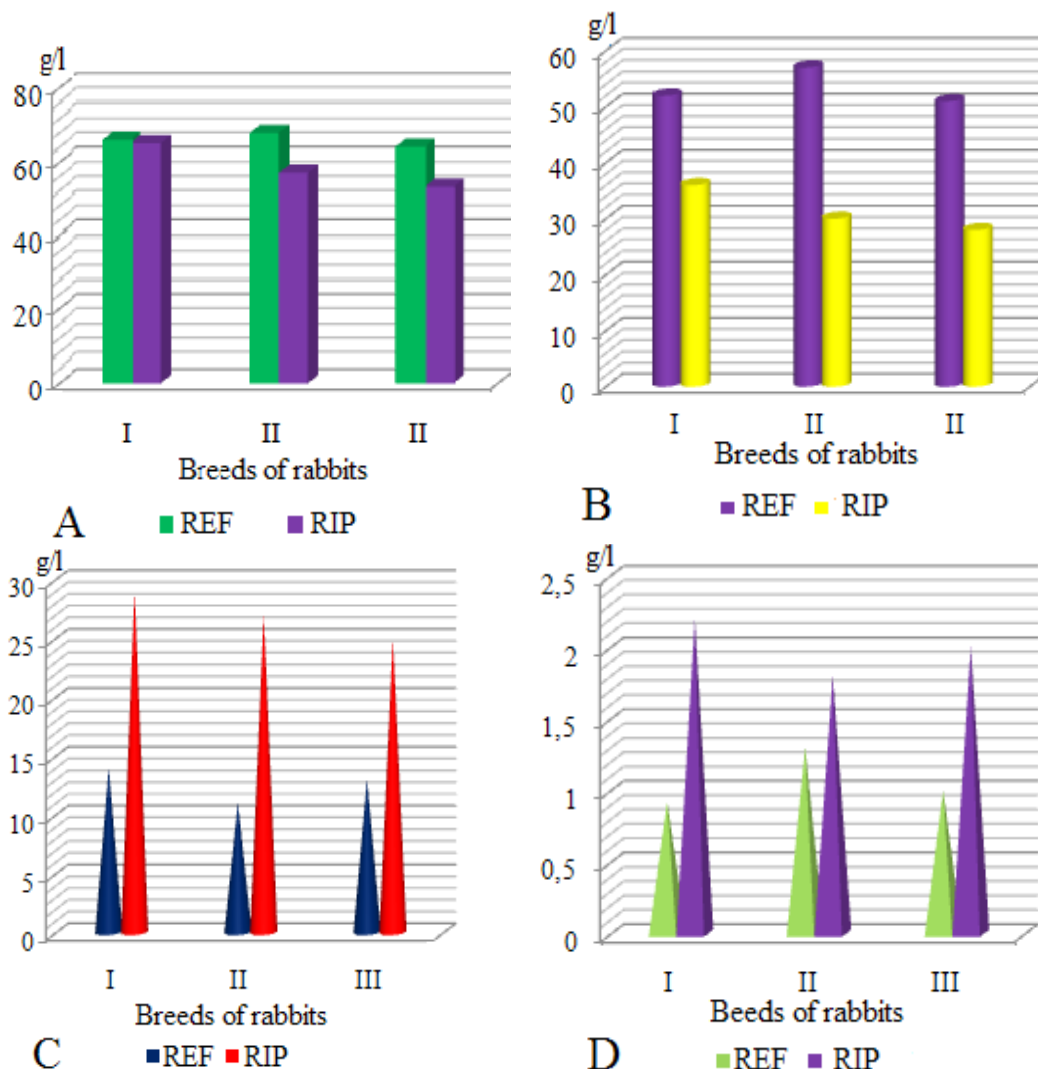 g/l
80
60
40
20
0
I II II
Breeds of rabbits
A REF RIP
g/l
60
50
40
30
20
10
0
I II II
Breeds of rabbits
B REF RIP
g/l
30
25
20
15
10
5
0
I II III
Breeds of rabbits
C REF RIP
g/l
2,5
2
1,5
1
0,5
0
I II III
Beeds of rabbits
D REF RIP